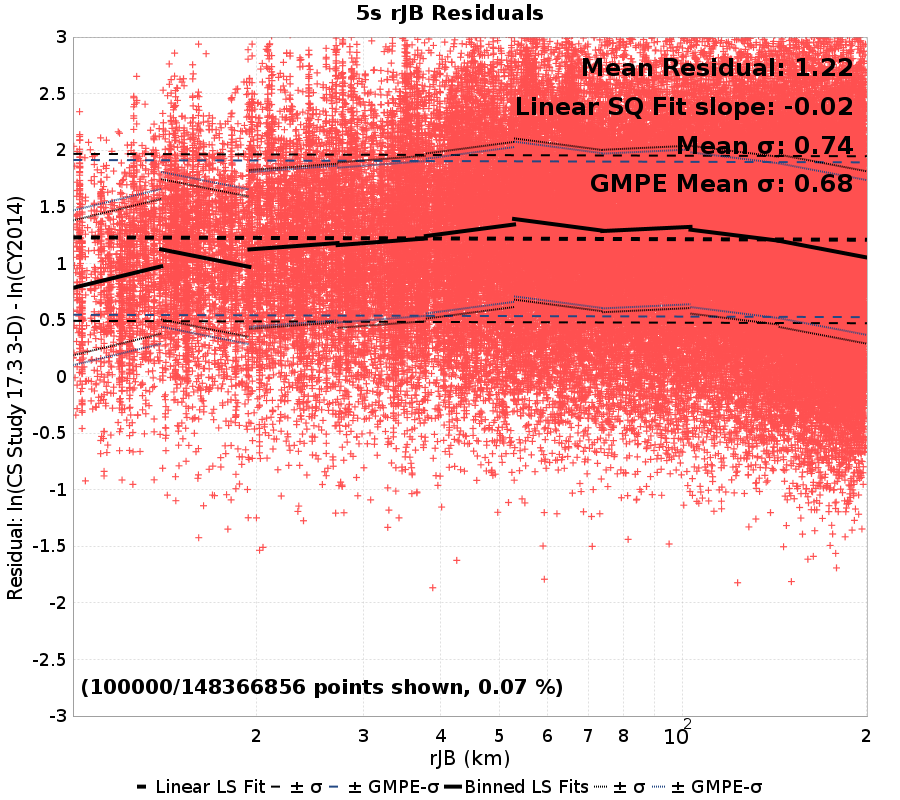 5s rJB Residuals
Mean Residual: 1.22
Linear SQ Fit slope: -0.02
Mean σ: 0.74
GMPE Mean σ: 0.68
3
2.5
2
1.5
1
0.5
0
-0.5
-1
-1.5
-2
-2.5
-3
Residual: ln(CS Study 17.3 3-D) - ln(CY2014)
(100000/148366856 points shown, 0.07 %)
2 3 4 5 6 7 8 10² 2
rJB (km)
Linear LS Fit ± σ ± GMPE-σ Binned LS Fits ± σ ± GMPE-σ